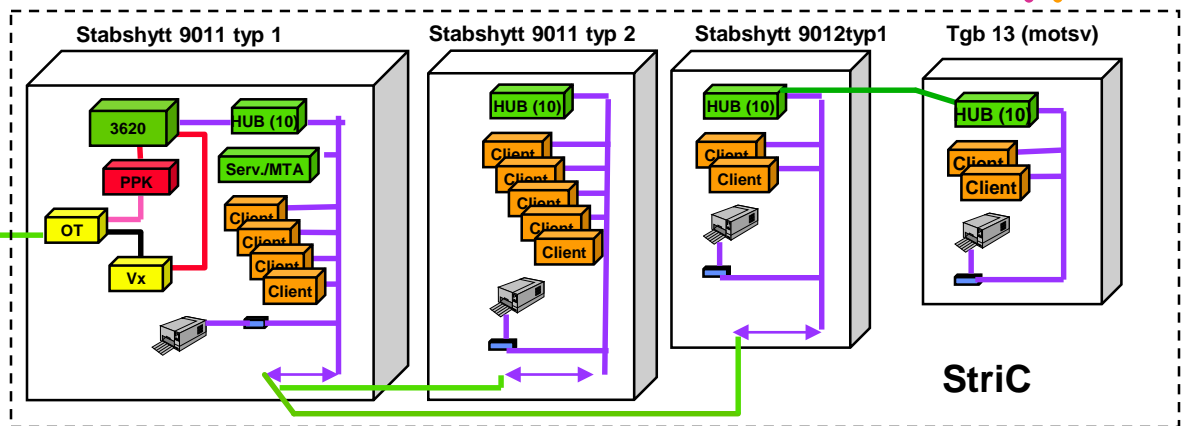 Stabshytt 9011 typ 1
Stabshytt 9011 typ 2
Stabshytt 9012typ1
Tgb 13 (motsv)
3620
HUB (10)
PPK
Serv./MTA
OT
Vx
Client
Client
Client
Client
HUB (10)
Client
Client
Client
Client
Client
HUB (10)
Client
Client
HUB (10)
Client
Client
StriC